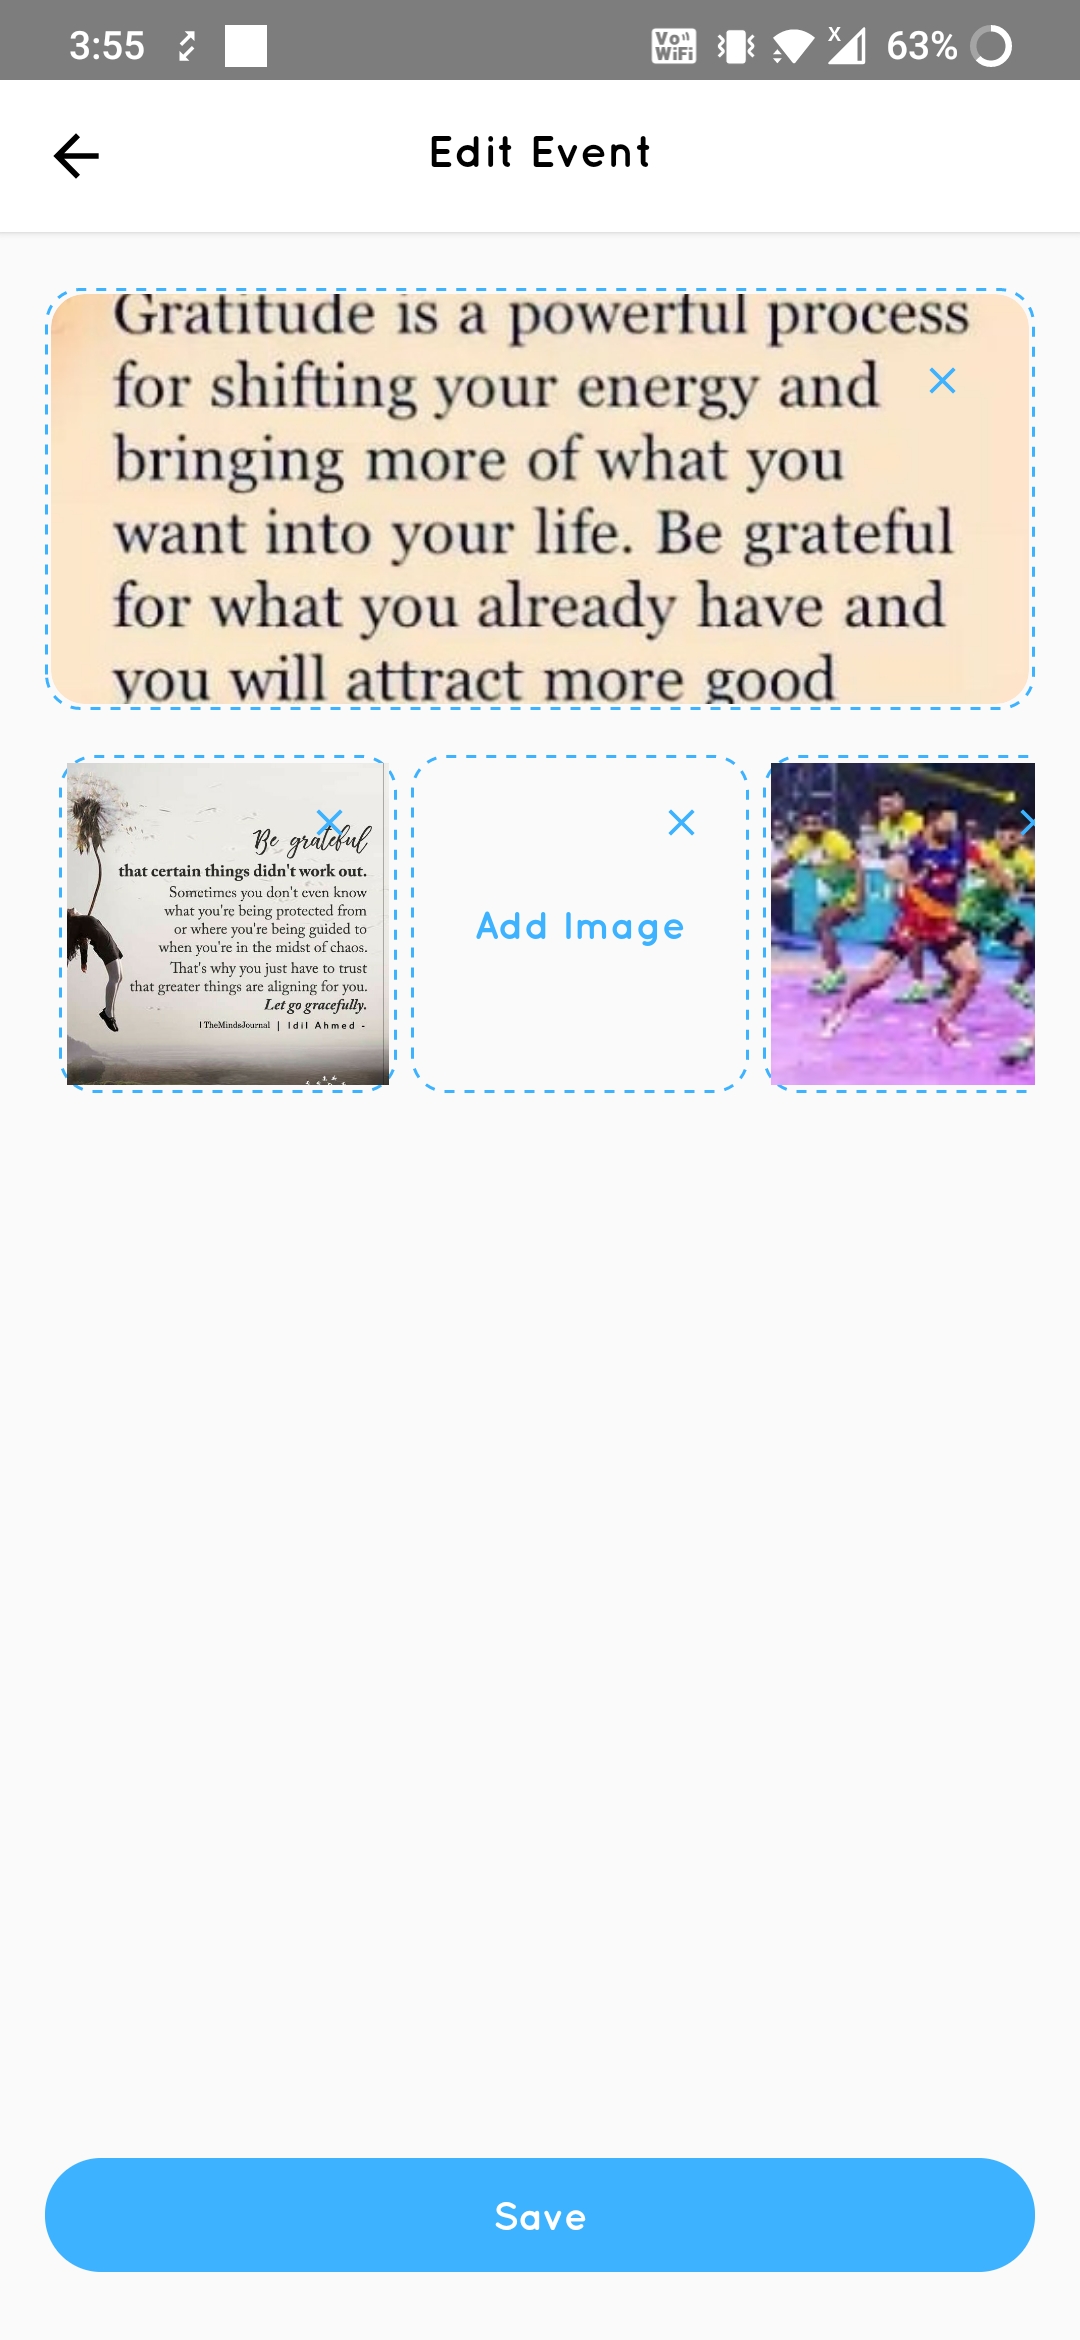 3:55
Vo WiFi
X
63%
Edit Event
Gratitude is a powerful process
for shifting your energy and
bringing more of what you
want into your life. Be grateful
for what you already have and
you will attract more good
Be grateful
that certain things didn't work out.
Sometimes you don't even know
what you're being protected from
or where you're being guided to
when you're in the midst of chaos.
That's why you just have to trust
that greater things are aligning for you.
Let go gracefully.
TheMindsJournal | Idil Ahmed -
Add Image
Save